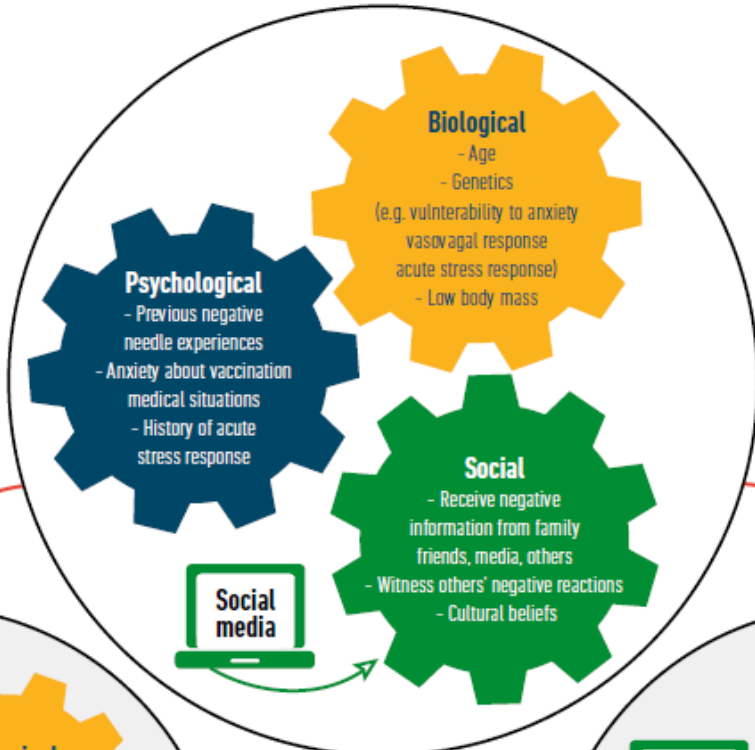 Biological
- Age
- Genetics
(e.g. vulnterability to anxiety
vasovagal response
acute stress response)
- Low body mass
Psychological
- Previous negative
needle experiences
- Anxiety about vaccination
medical situations
- History of acute
stress response
Social
- Receive negative
information from family
friends, media, others
- Witness others' negative reactions
- Cultural beliefs
Social
media